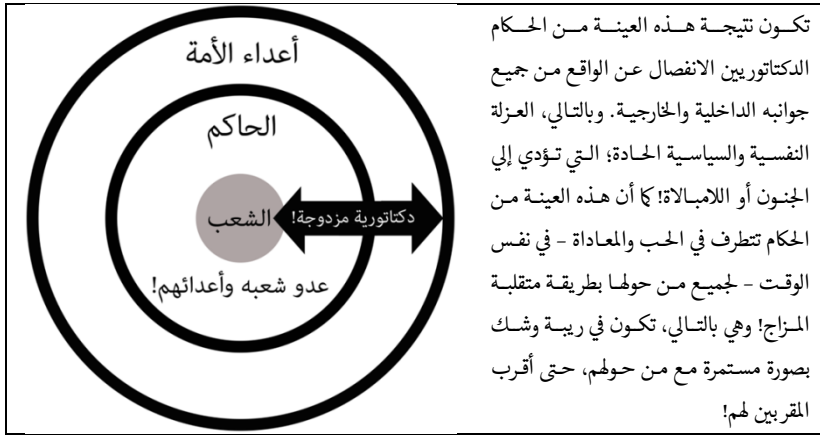 تكون نتيجة هذه العينة من الحكام
الدكتاتوريين الانفصال عن الواقع من جميع
جوانبه الداخلية والخارجية. وبالتالي، العزلة
النفسية والسياسية الحادة؛ التي تؤدي إلي
الجنون أو اللامبالاة! كما أن هذه العينة من
الحكام تتطرف في الحب والمعاداة - في نفس
الوقت - لجميع من حولها بطريقة متقلبة
المزاج! وهي بالتالي، تكون في ريبة وشك
بصورة مستمرة مع من حولهم، حتى أقرب
المقربين لهم!
أعداء الأمة
الحاكم
الشعب
دكتاتورية مزدوجة!
عدو شعبه وأعدائهم!